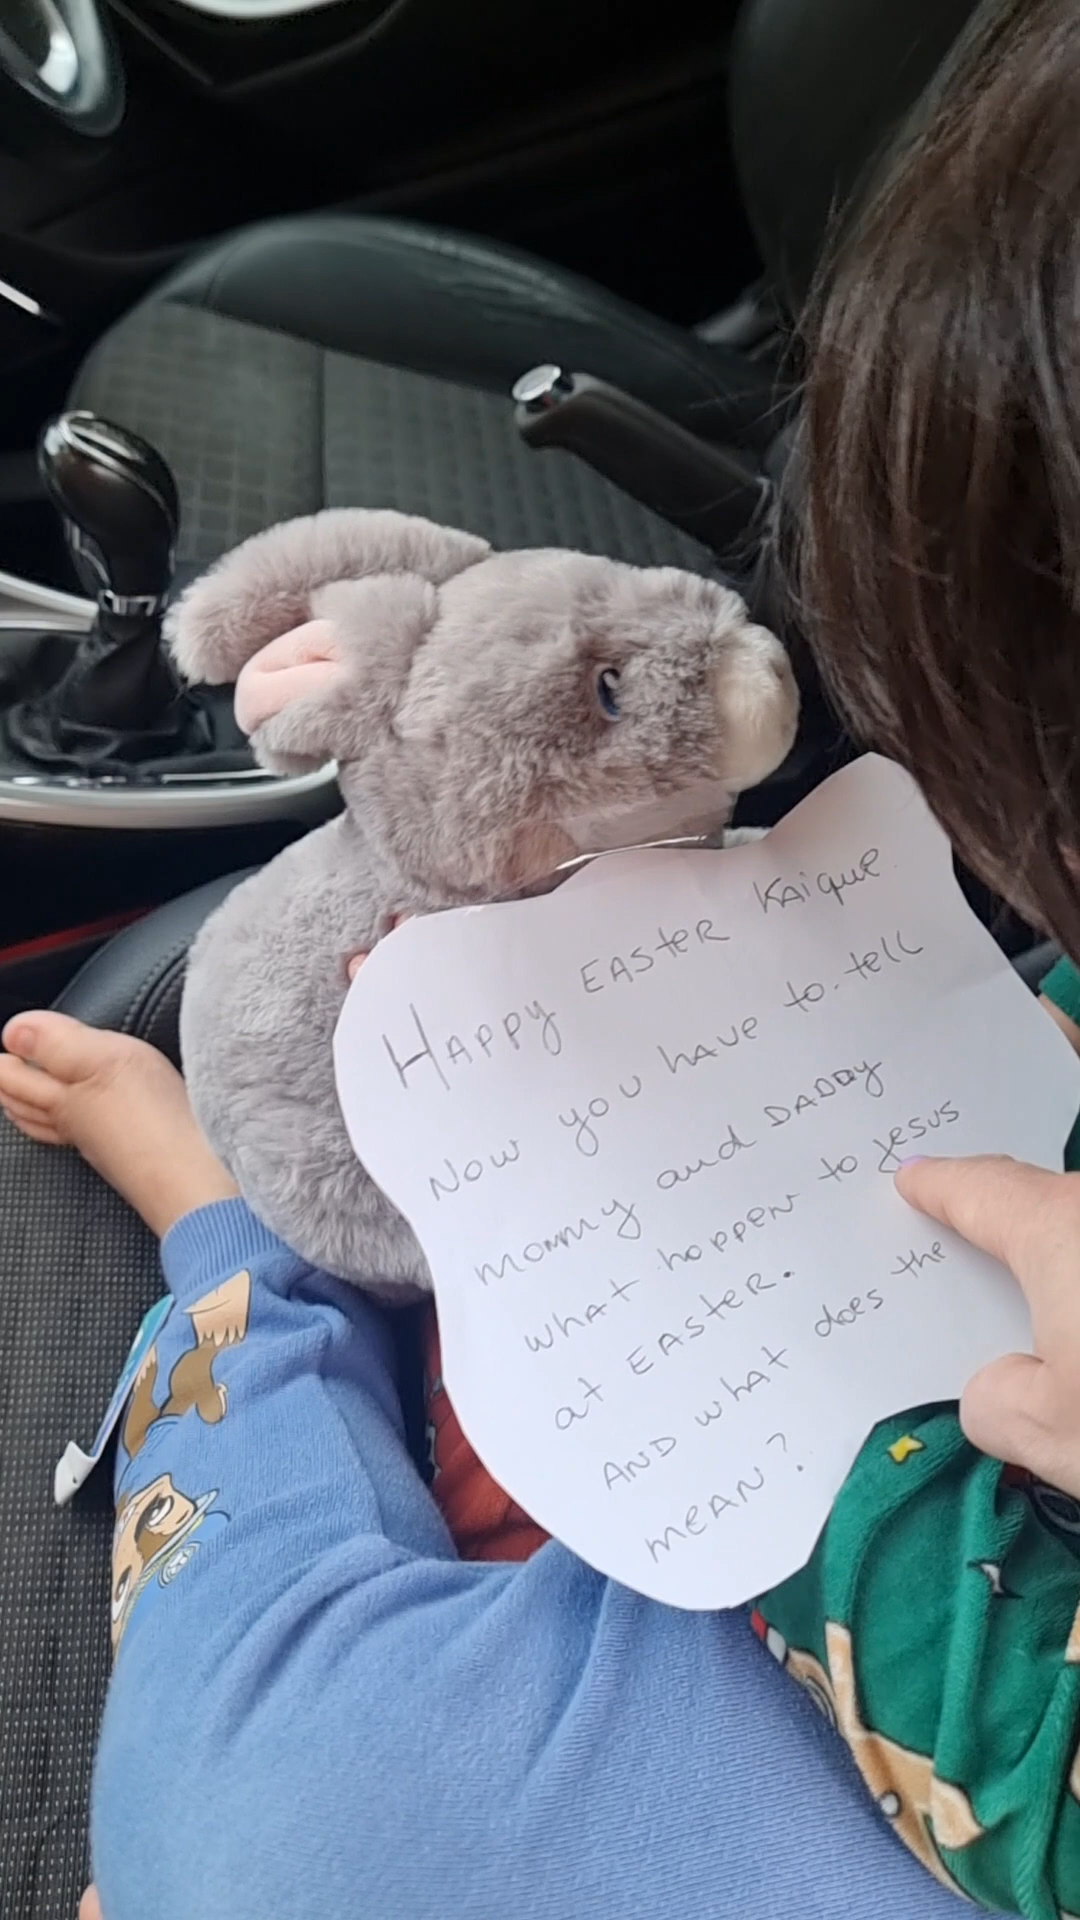 HAPPY EASTER KAique.
Now you have to tell
mommy and DADDY
what hoppen to Jesus
at EASTER.
AND what does the
MEAN?